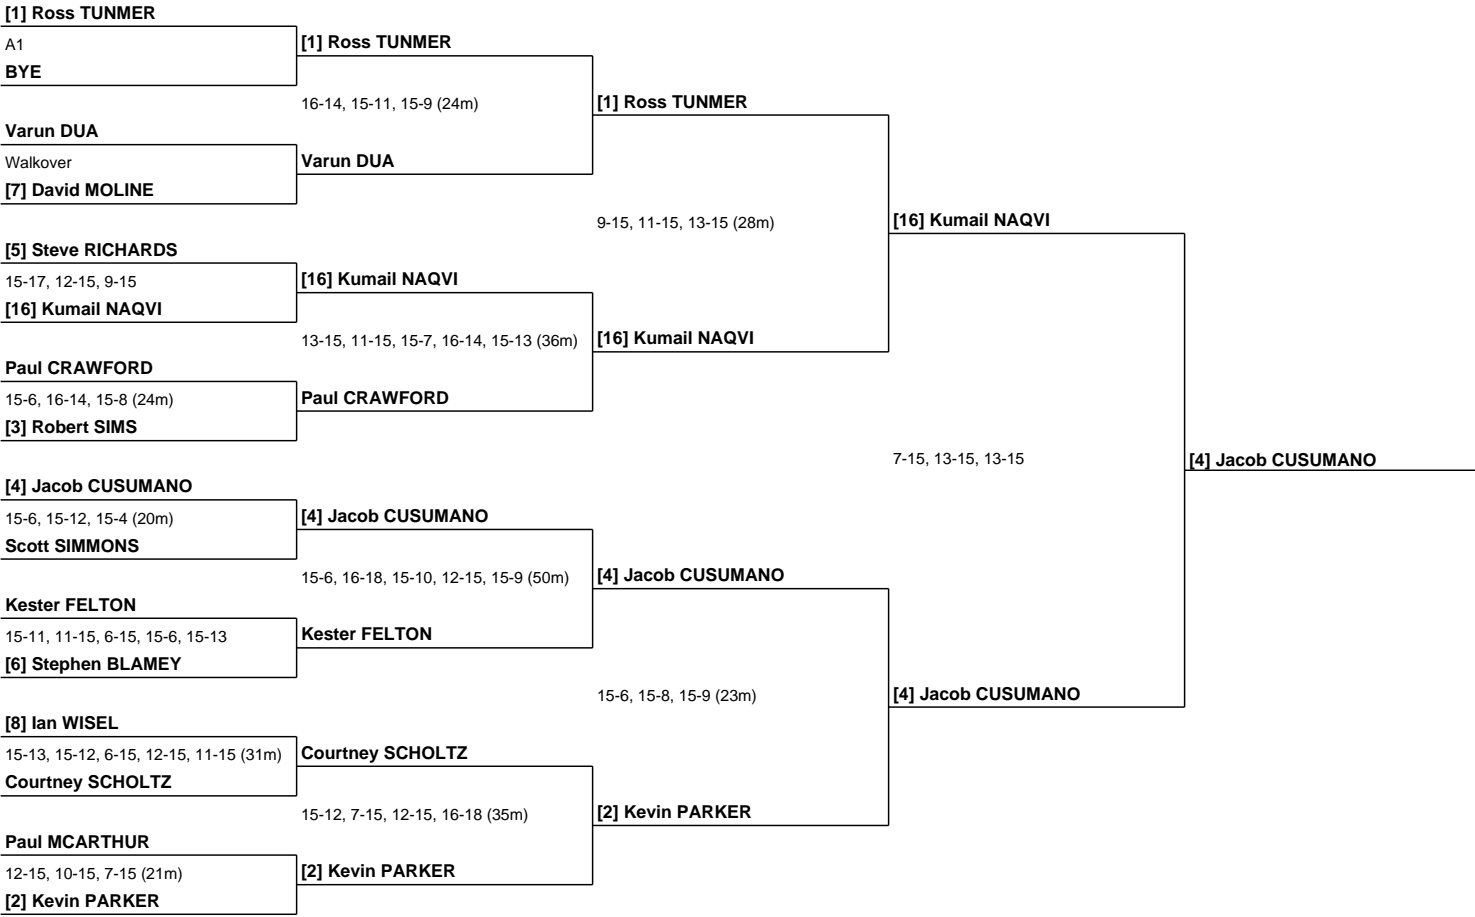 [1] Ross TUNMER
A1
BYE
Varun DUA
Walkover
[7] David MOLINE
[5] Steve RICHARDS
15-17, 12-15, 9-15
[16] Kumail NAQVI
Paul CRAWFORD
15-6, 16-14, 15-8 (24m)
[3] Robert SIMS
[4] Jacob CUSUMANO
15-6, 15-12, 15-4 (20m)
Scott SIMMONS
Kester FELTON
15-11, 11-15, 6-15, 15-6, 15-13
[6] Stephen BLAMEY
[8] Ian WISEL
15-13, 15-12, 6-15, 12-15, 11-15 (31m)
Courtney SCHOLTZ
Paul MCARTHUR
12-15, 10-15, 7-15 (21m)
[2] Kevin PARKER
[1] Ross TUNMER
16-14, 15-11, 15-9 (24m)
Varun DUA
[16] Kumail NAQVI
13-15, 11-15, 15-7, 16-14, 15-13 (36m)
Paul CRAWFORD
[4] Jacob CUSUMANO
15-6, 16-18, 15-10, 12-15, 15-9 (50m)
Kester FELTON
Courtney SCHOLTZ
15-12, 7-15, 12-15, 16-18 (35m)
[2] Kevin PARKER
[1] Ross TUNMER
9-15, 11-15, 13-15 (28m)
[16] Kumail NAQVI
[4] Jacob CUSUMANO
15-6, 15-8, 15-9 (23m)
[2] Kevin PARKER
[16] Kumail NAQVI
7-15, 13-15, 13-15
[4] Jacob CUSUMANO
[4] Jacob CUSUMANO